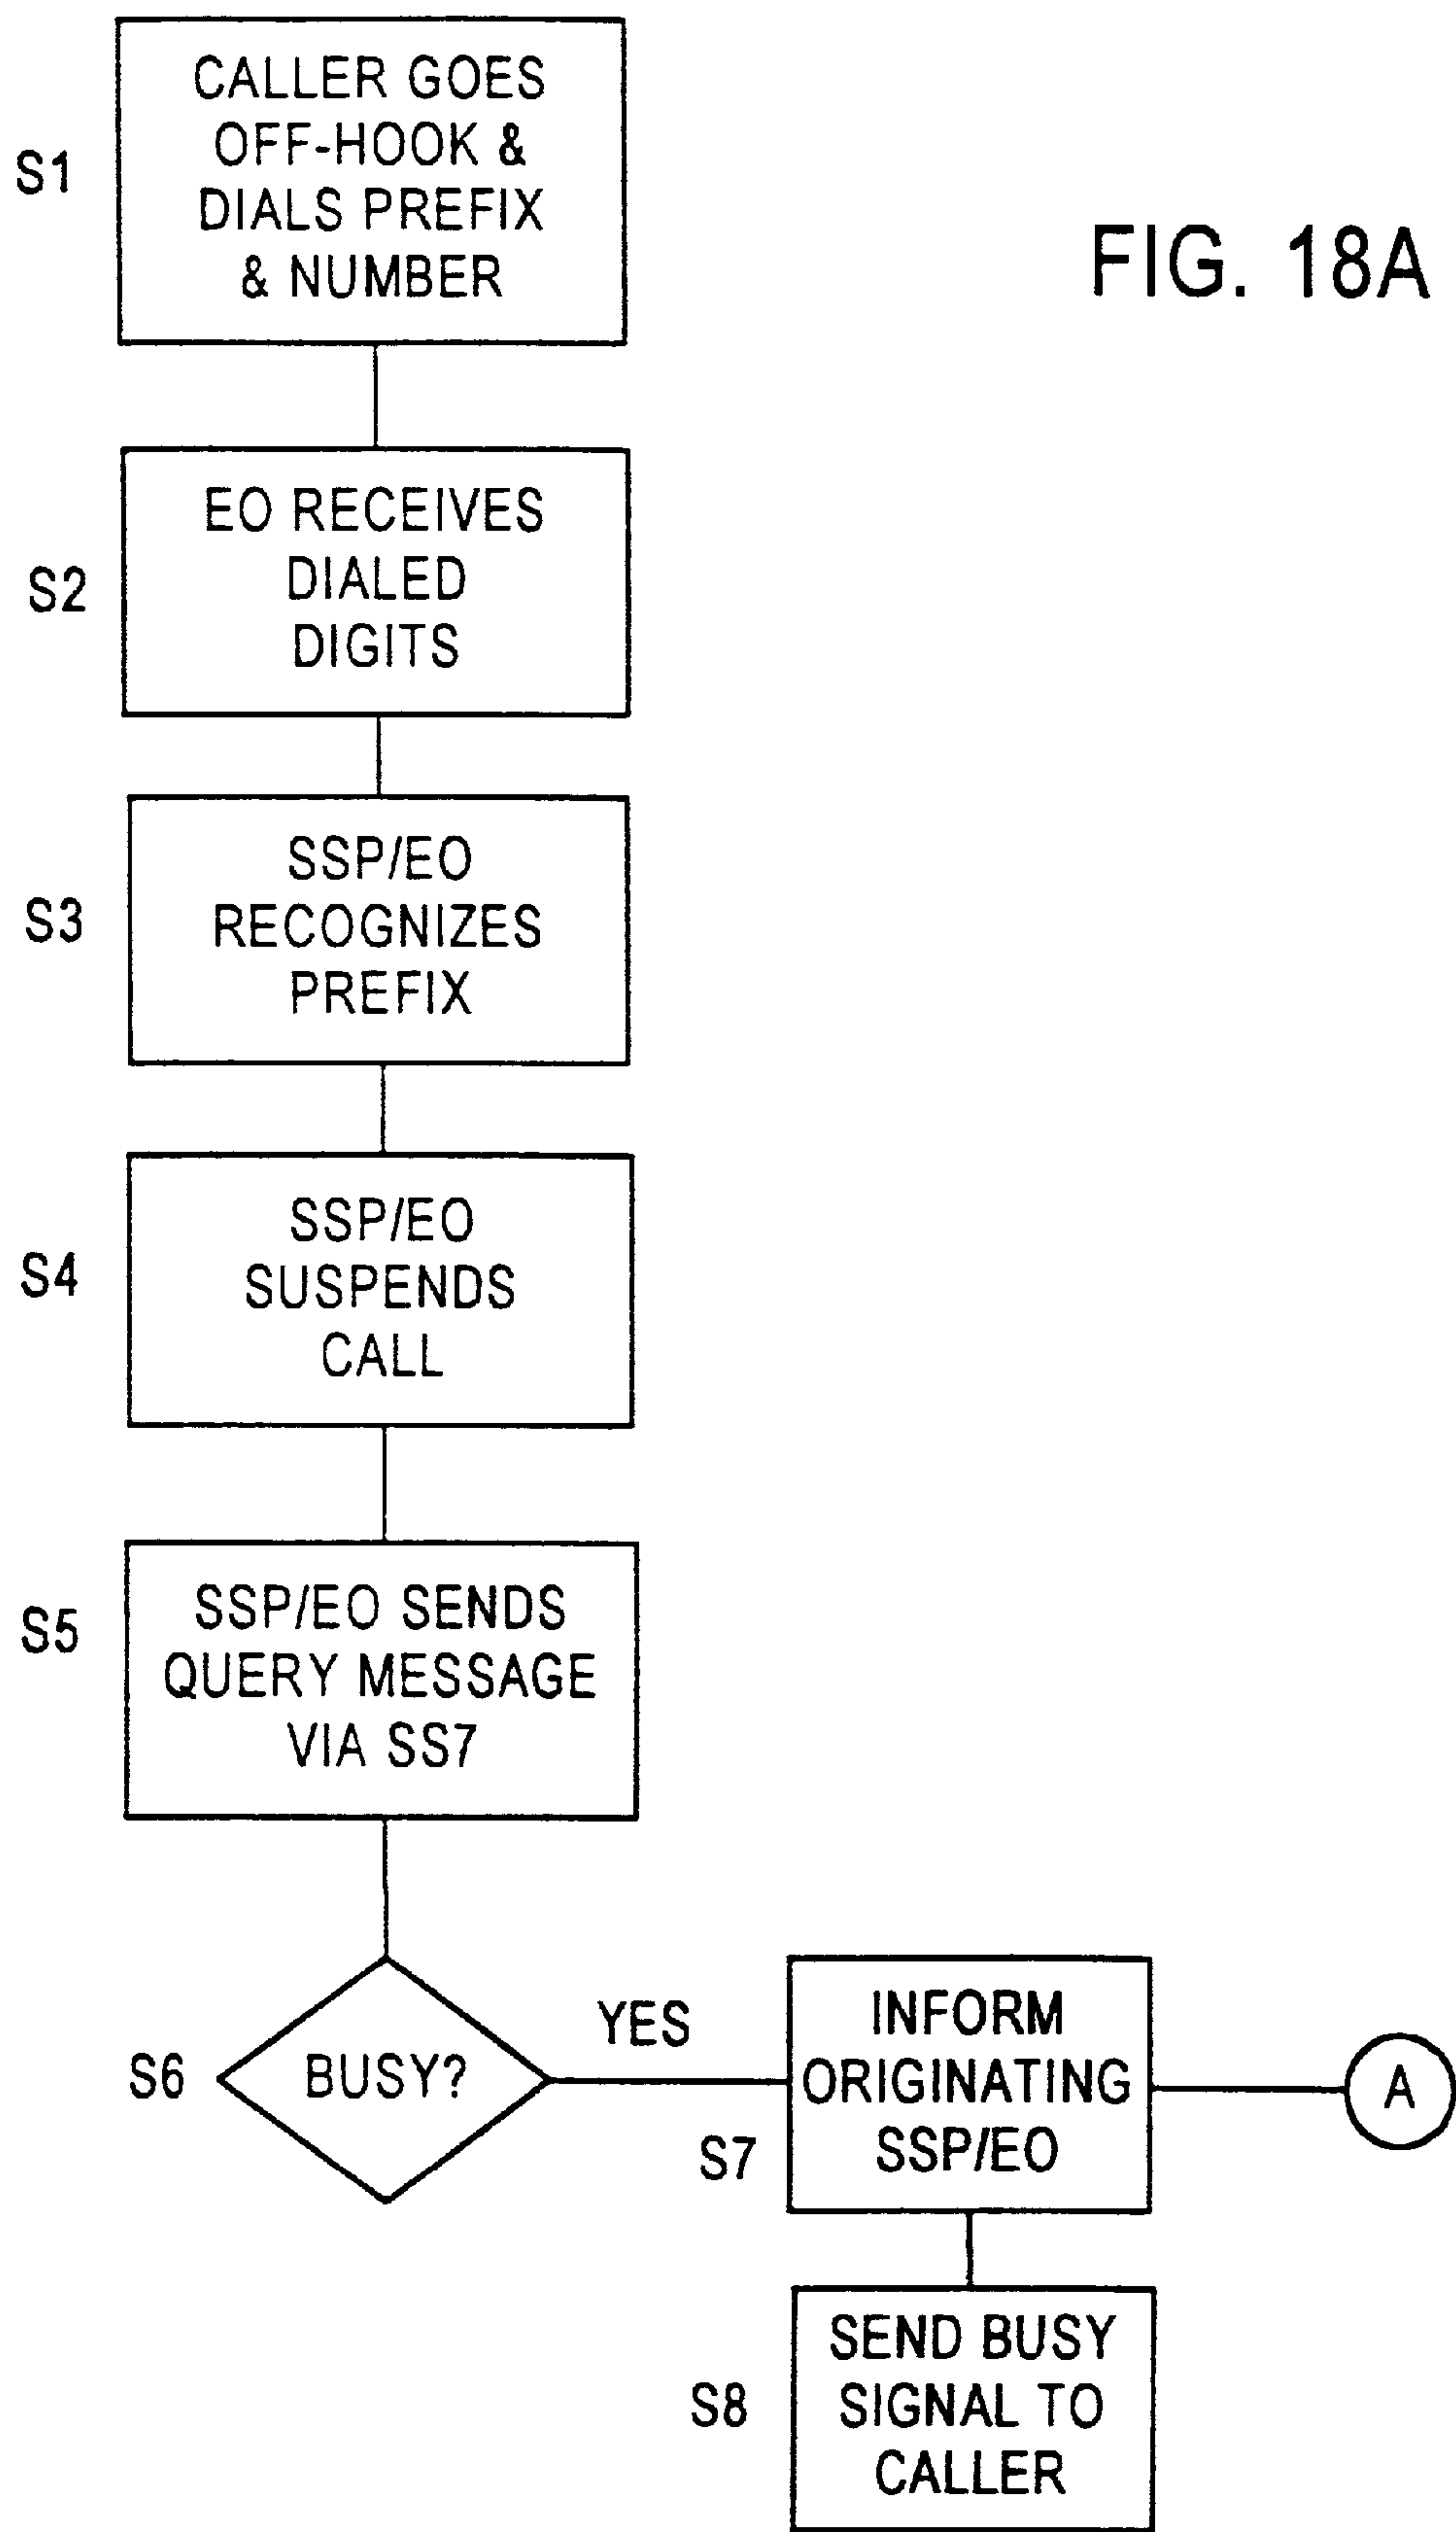 FIG. 18A
S1
CALLER GOES
OFF-HOOK &
DIALS PREFIX
& NUMBER
S2
EO RECEIVES
DIALED
DIGITS
S3
SSP/EO
RECOGNIZES
PREFIX
S4
SSP/EO
SUSPENDS
CALL
S5
SSP/EO SENDS
QUERY MESSAGE
VIA SS7
S6
BUSY?
YES
S7
INFORM
ORIGINATING
SSP/EO
A
S8
SEND BUSY
SIGNAL TO
CALLER